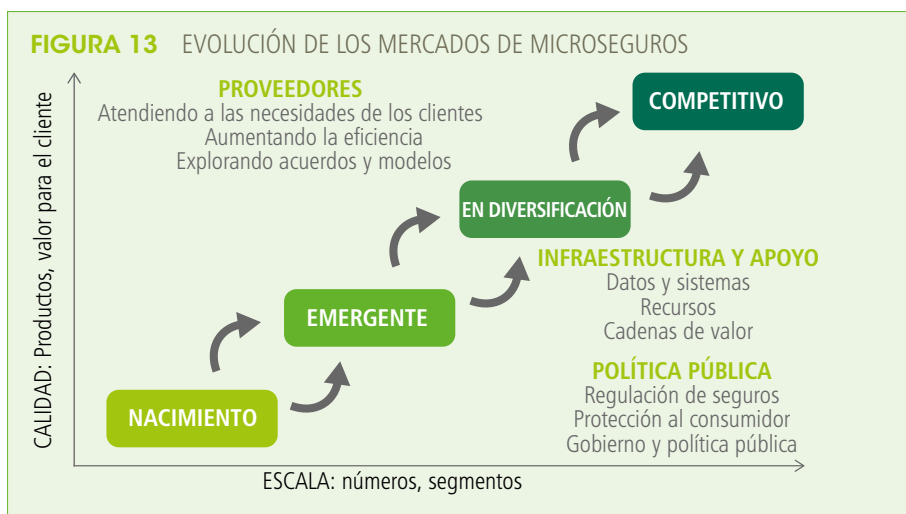 FIGURA 13 EVOLUCIÓN DE LOS MERCADOS DE MICROSEGUROS
PROVEEDORES
Atendiendo a las necesidades de los clientes
Aumentando la eficiencia
Explorando acuerdos y modelos
COMPETITIVO
EN DIVERSIFICACIÓN
INFRAESTRUCTURA Y APOYO
Datos y sistemas
Recursos
Cadenas de valor
EMERGENTE
POLÍTICA PÚBLICA
Regulación de seguros
Protección al consumidor
Gobierno y política pública
NACIMIENTO
CALIDAD: Productos, valor para el cliente
ESCALA: números, segmentos